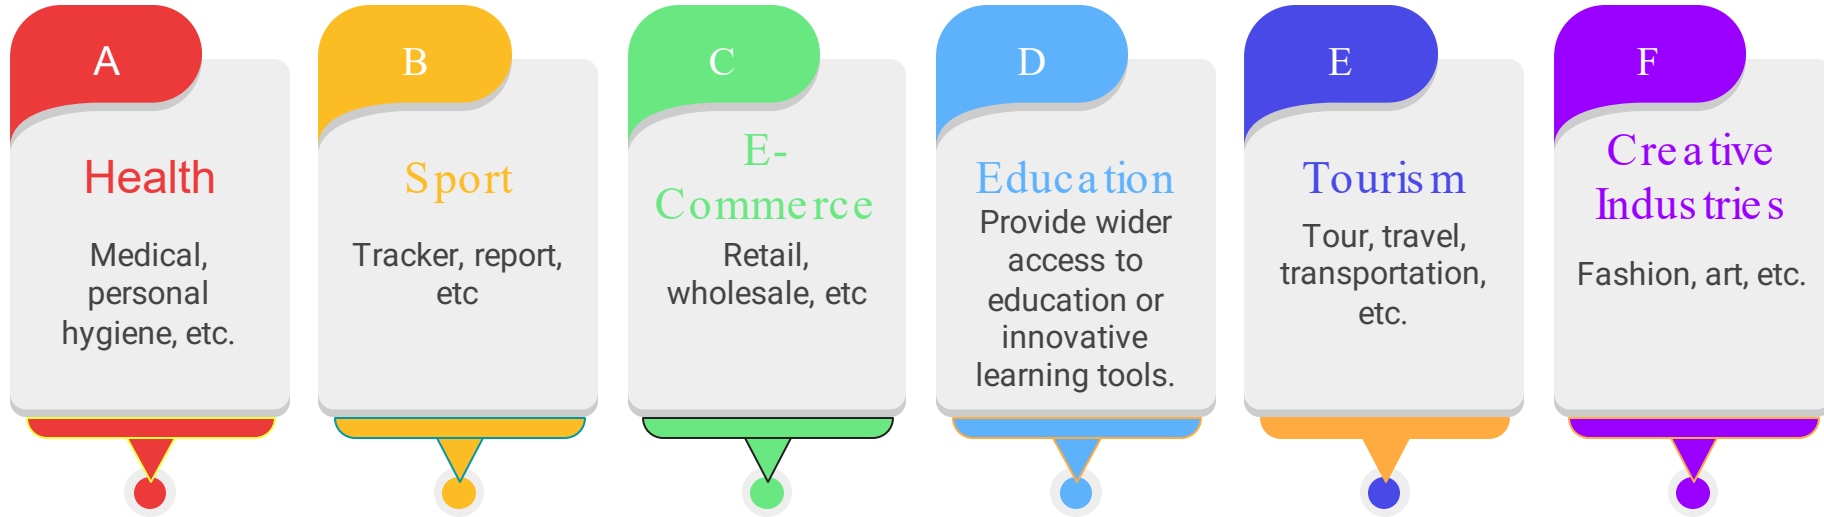 A
Health
Medical,
personal
hygiene, etc.
B
Sport
Tracker, report,
etc
C
E-
Commerce
Retail,
wholesale, etc
D
Education
Provide wider
access to
education or
innovative
learning tools.
E
Tourism
Tour, travel,
transportation,
etc.
F
Creative
Industries
Fashion, art, etc.